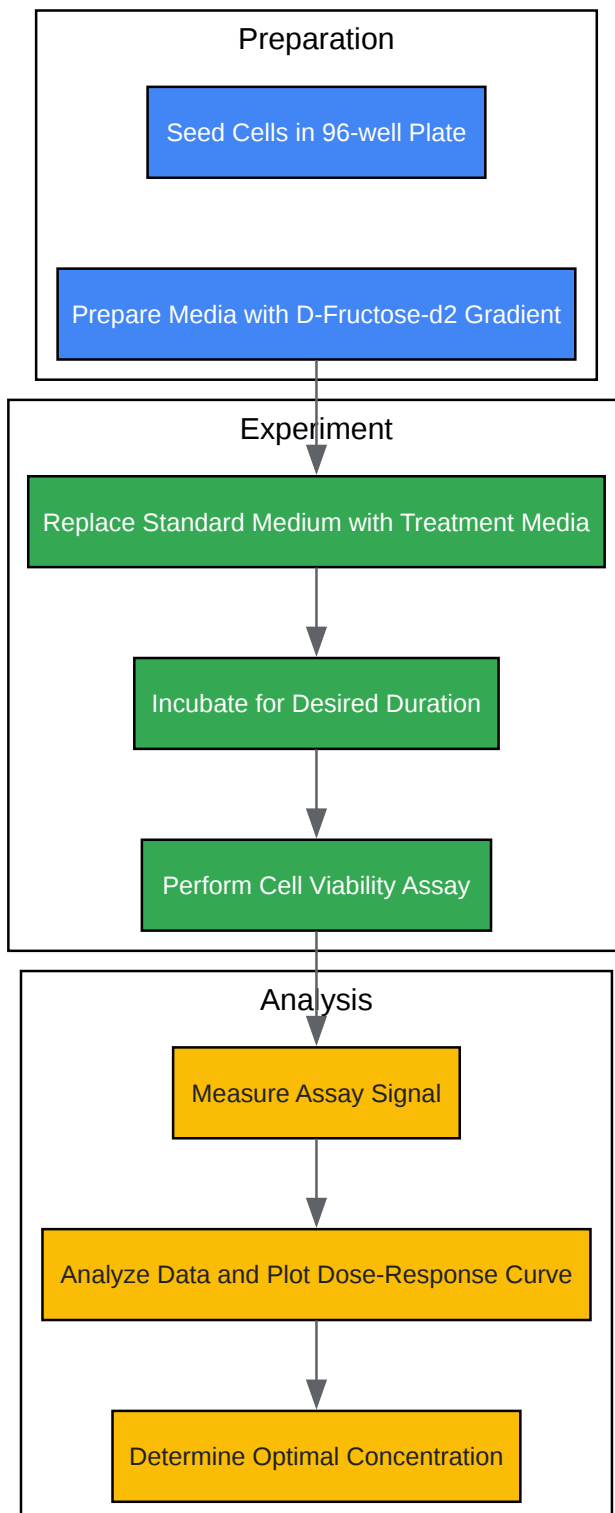 Preparation
Seed Cells in 96-well Plate
Prepare Media with D-Fructose-d2 Gradient
Experiment
Replace Standard Medium with Treatment Media
Incubate for Desired Duration
Perform Cell Viability Assay
Analysis
Measure Assay Signal
Analyze Data and Plot Dose-Response Curve
Determine Optimal Concentration